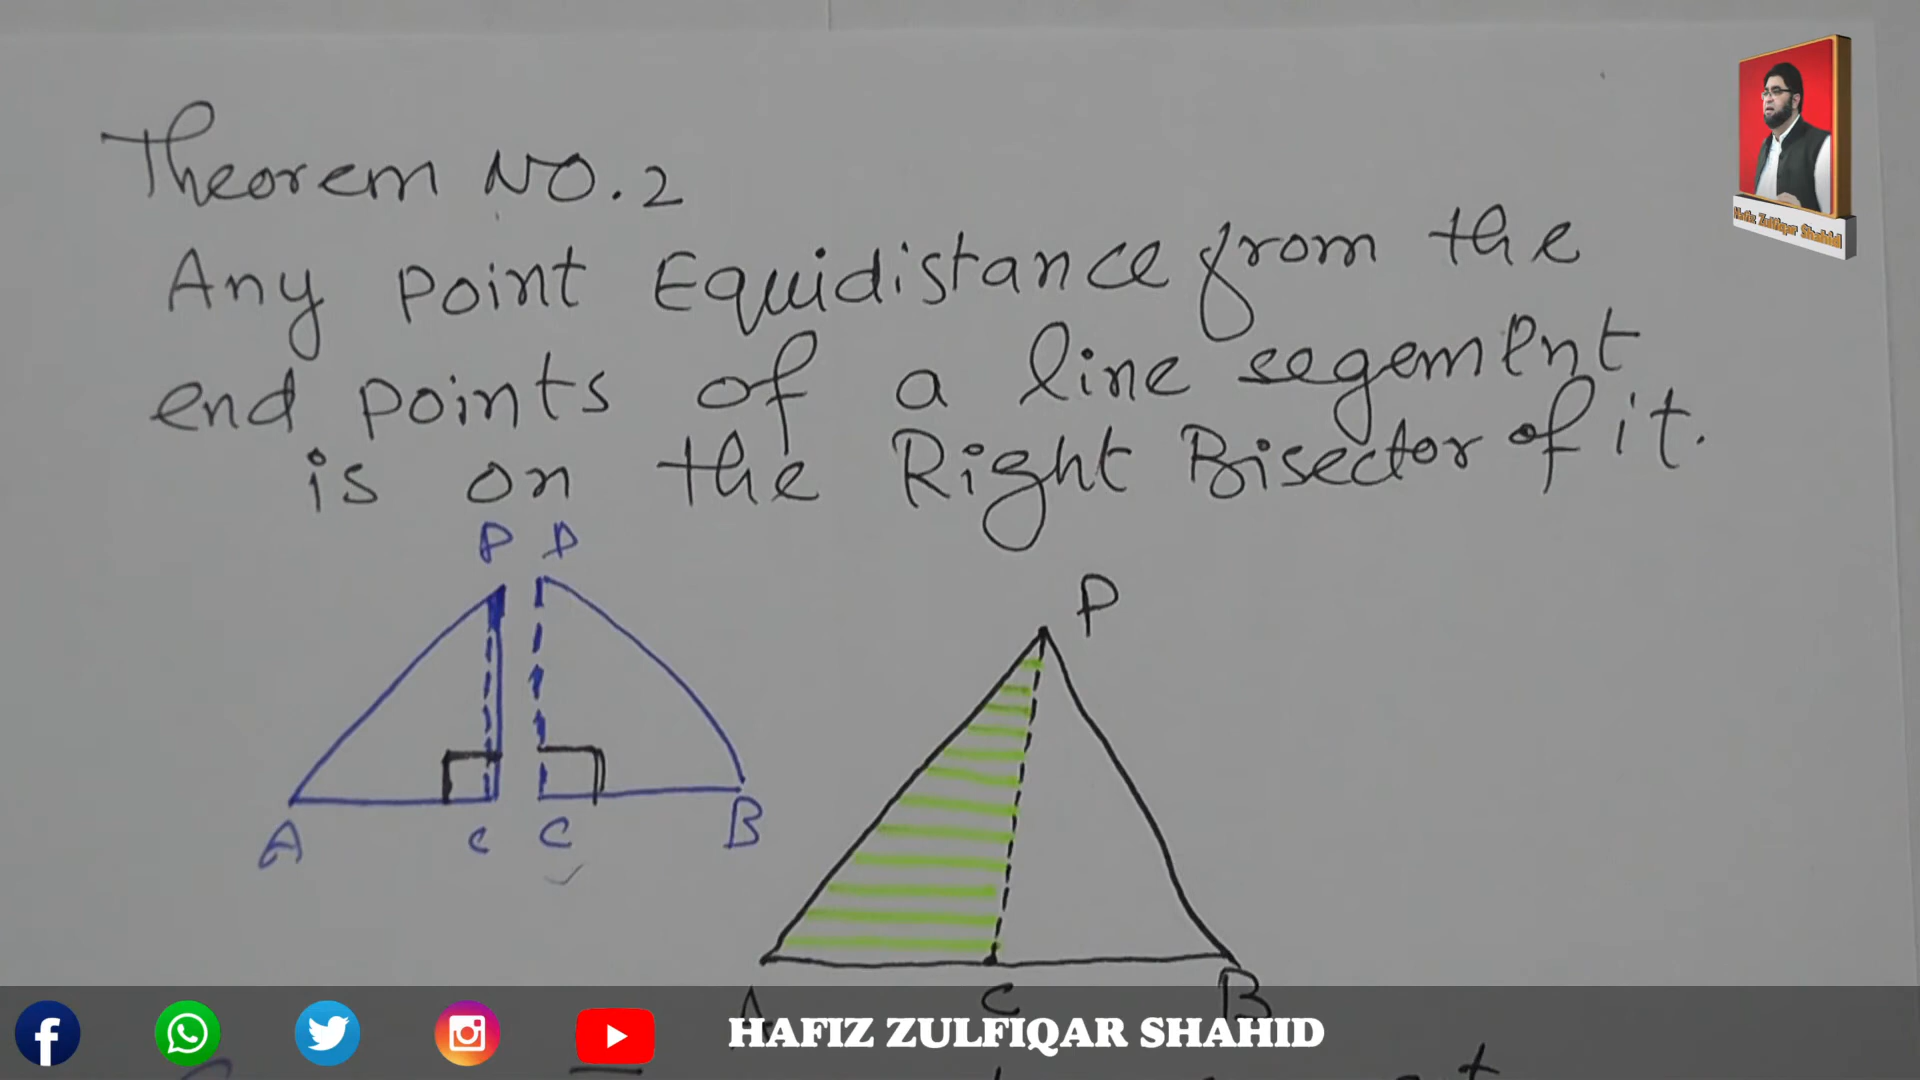 Theorem NO.2
Any point Equidistance from the
end points of a line segement
is on the Right Bisector of it.
P P
A C C B
P
A C B
Hafiz Zulfiqar Shahid
HAFIZ ZULFIQAR SHAHID